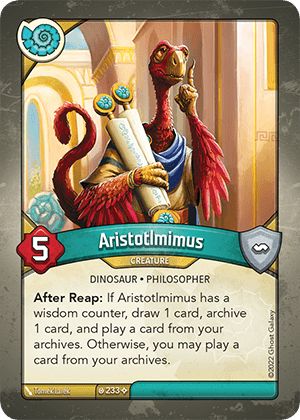 Aristotlmimus
CREATURE
5
DINOSAUR • PHILOSOPHER
After Reap: If Aristotlmimus has a
wisdom counter, draw 1 card, archive
1 card, and play a card from your
archives. Otherwise, you may play a
card from your archives.
Tomek Larek
233
©2022 Ghost Galaxy